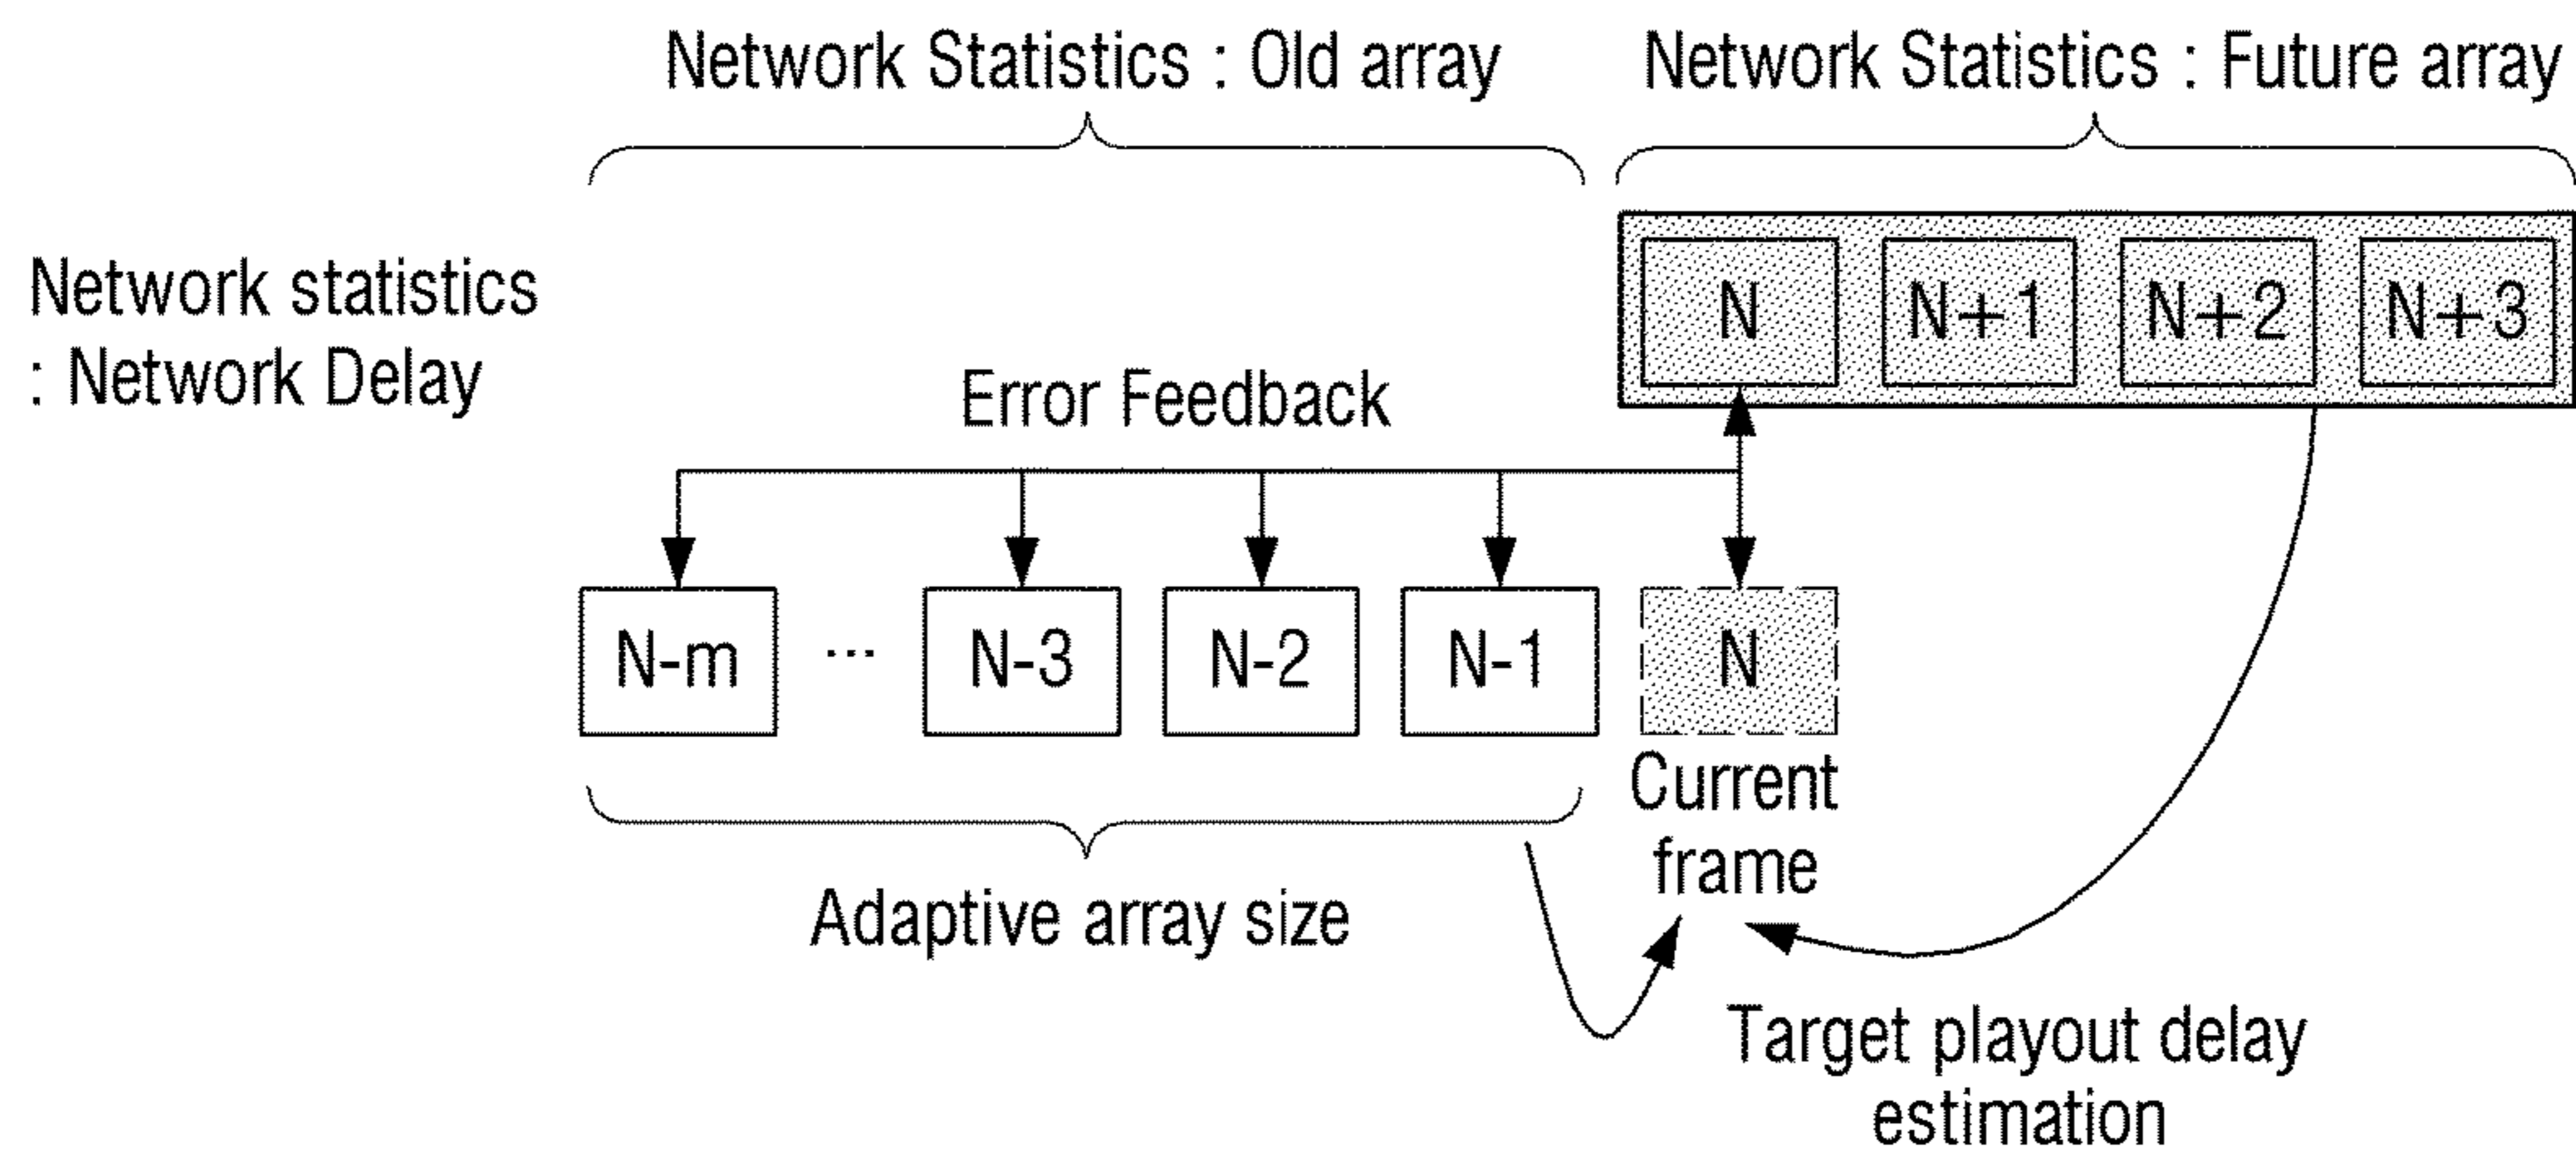 Network Statistics : Old array
Network Statistics : Future array
Network statistics
: Network Delay
N N+1 N+2 N+3
Error Feedback
N-m ... N-3 N-2 N-1 N
Current
frame
Adaptive array size
Target playout delay
estimation